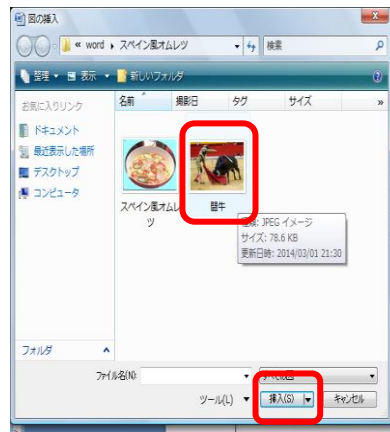 図の挿入
« word ▸ スペイン風オムレツ
検索
整理 表示 新しいフォルダ
お気に入りリンク
ドキュメント
最近表示した場所
デスクトップ
コンピュータ
フォルダ
名前 撮影日 タグ サイズ »
スペイン風オムレ
ツ
闘牛
JPEG イメージ
サイズ: 78.6 KB
更新日時: 2014/03/01 21:30
ファイル名(N):
ツール(L) 挿入(S) キャンセル